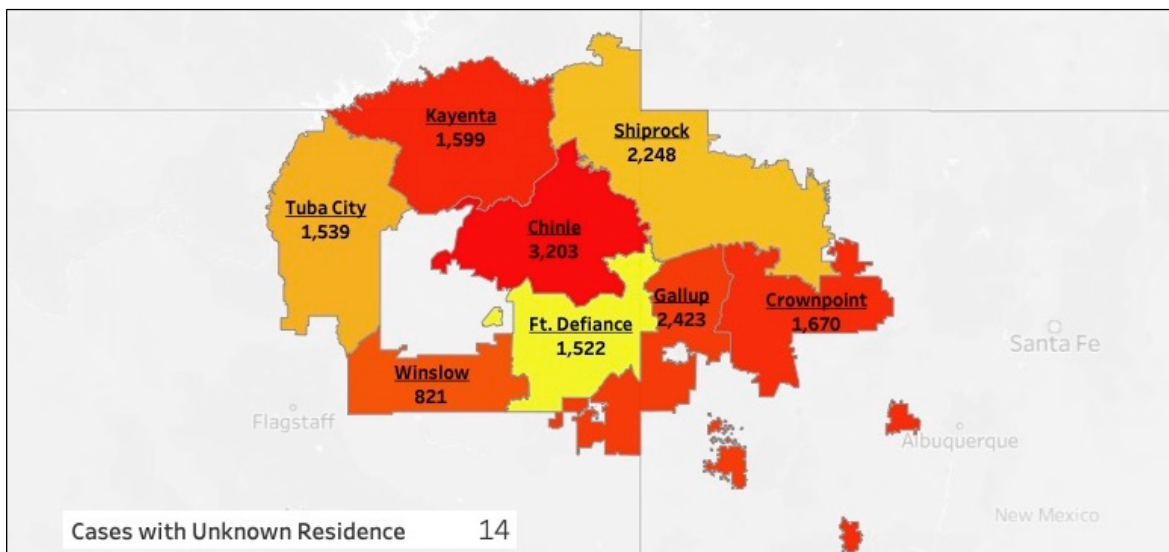 Kayenta
1,599
Shiprock
2,248
Tuba City
1,539
Chinle
3,203
Gallup
2,423
Crownpoint
1,670
Ft. Defiance
1,522
Winslow
821
Santa Fe
Flagstaff
Albuquerque
New Mexico
Cases with Unknown Residence 14